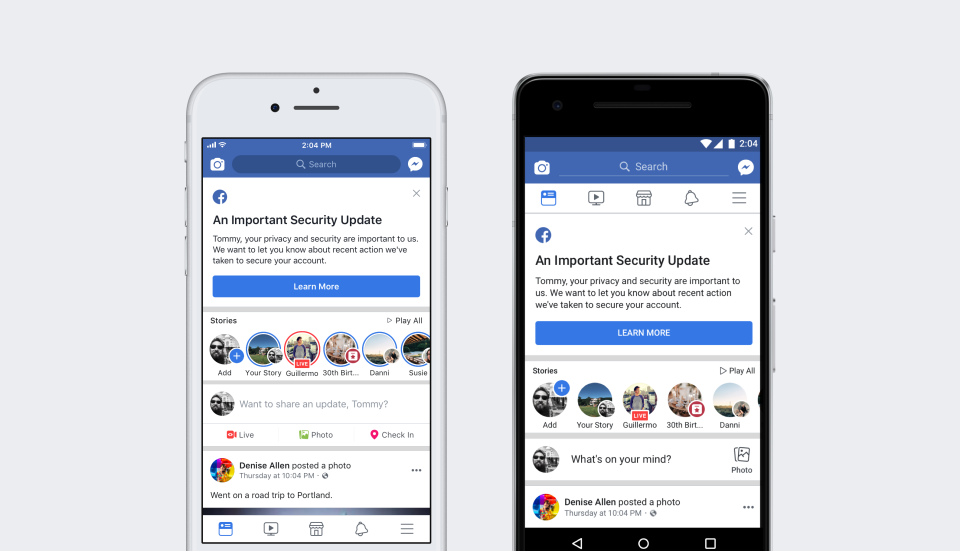 2:04 PM
Search
An Important Security Update
Tommy, your privacy and security are important to us.
We want to let you know about recent action we've
taken to secure your account.
Learn More
Stories
Play All
Add
Your Story
LIVE
Guillermo
30th Birt...
Danni
Susie
Want to share an update, Tommy?
Live
Photo
Check In
Denise Allen posted a photo
Thursday at 10:04 PM ·
Went on a road trip to Portland.
2:04
Search
An Important Security Update
Tommy, your privacy and security are important to
us. We want to let you know about recent action
we've taken to secure your account.
LEARN MORE
Stories
Play All
Add
Your Story
LIVE
Guillermo
30th Birt...
Danni
What's on your mind?
Photo
Denise Allen posted a photo
Thursday at 10:04 PM ·